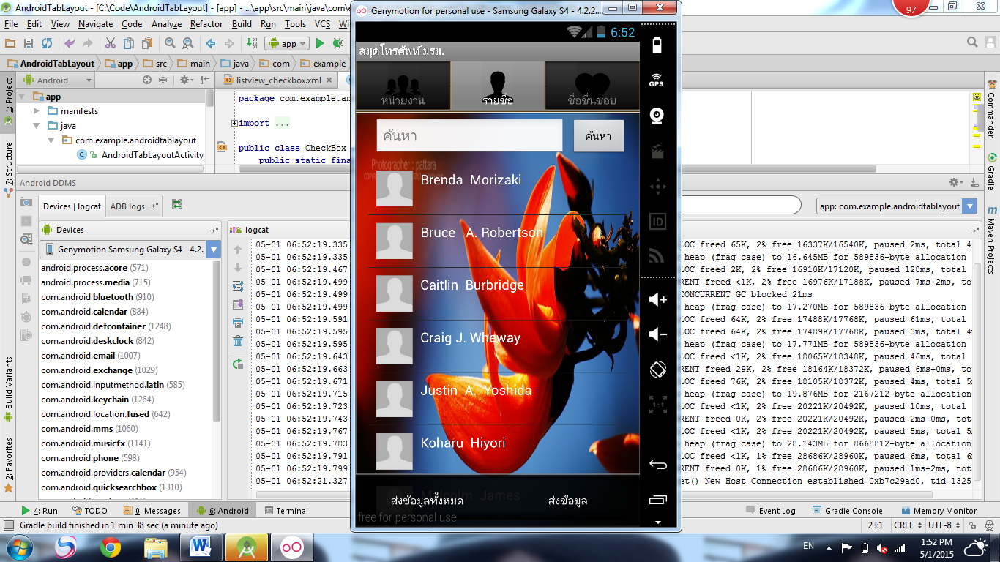 AndroidTabLayout - [C:\Code\AndroidTabLayout] - [app] - ...\app\src\main\java\com\e
File Edit View Navigate Code Analyze Refactor Build Run Tools VCS
app
AndroidTabLayout app src main java com example
Android
listview_checkbox.xml
1: Project
app
manifests
java
com.example.androidtablayout
AndroidTabLayoutActivity
7: Structure
package com.example.an
import ...
public class CheckBox
public static fina
Genymotion for personal use - Samsung Galaxy S4 - 4.2.2...
97
6:52
สมุดโทรศัพท์ มรม.
หน่วยงาน
รายชื่อ
ชื่อชื่นชอบ
ค้นหา
ค้นหา
Photographer : pattara
Brenda Morizaki
Bruce A. Robertson
Caitlin Burbridge
Craig J. Wheway
Justin A. Yoshida
Koharu Hiyori
Malcolm James
ส่งข้อมูลทั้งหมด
ส่งข้อมูล
free for personal use
GPS
ID
1:1
Commander
Gradle
Maven Projects
Android DDMS
Devices | logcat
ADB logs
app: com.example.androidtablayout
Devices
logcat
Genymotion Samsung Galaxy S4 - 4.2...
android.process.acore (571)
android.process.media (715)
com.android.bluetooth (910)
com.android.calendar (884)
com.android.defcontainer (1248)
com.android.deskclock (842)
com.android.email (1007)
com.android.exchange (1029)
com.android.inputmethod.latin (585)
com.android.keychain (1264)
com.android.location.fused (642)
com.android.mms (1060)
com.android.musicfx (1141)
com.android.phone (598)
com.android.providers.calendar (954)
com.android.quicksearchbox (1310)
05-01 06:52:19.335
05-01 06:52:19.335
05-01 06:52:19.467
05-01 06:52:19.499
05-01 06:52:19.499
05-01 06:52:19.499
05-01 06:52:19.591
05-01 06:52:19.595
05-01 06:52:19.595
05-01 06:52:19.643
05-01 06:52:19.663
05-01 06:52:19.671
05-01 06:52:19.715
05-01 06:52:19.723
05-01 06:52:19.743
05-01 06:52:19.767
05-01 06:52:19.783
05-01 06:52:19.791
05-01 06:52:19.799
05-01 06:52:21.327
LOC freed 65K, 2% free 16337K/16540K, paused 2ms, total 4
heap (frag case) to 16.645MB for 589836-byte allocation
LOC freed 2K, 2% free 16910K/17120K, paused 128ms, total
RENT freed <1K, 2% free 16976K/17188K, paused 7ms+2ms, to
CONCURRENT_GC blocked 21ms
heap (frag case) to 17.270MB for 589836-byte allocation
LOC freed 64K, 2% free 17488K/17768K, paused 61ms, total
LOC freed 64K, 2% free 17489K/17768K, paused 3ms, total 4
heap (frag case) to 17.771MB for 589836-byte allocation
LOC freed <1K, 2% free 18065K/18348K, paused 46ms, total
RENT freed 29K, 2% free 18164K/18372K, paused 6ms+0ms, to
LOC freed 76K, 2% free 18105K/18372K, paused 4ms, total 5
heap (frag case) to 19.876MB for 2167212-byte allocation
LOC freed <1K, 2% free 20221K/20492K, paused 10ms, total
RENT freed 0K, 2% free 20221K/20492K, paused 2ms+0ms, to
LOC freed <1K, 2% free 20221K/20492K, paused 5ms, total 5
heap (frag case) to 28.143MB for 8668812-byte allocation
LOC freed <1K, 1% free 28686K/28960K, paused 6ms, total 6
RENT freed 0K, 1% free 28686K/28960K, paused 1ms+2ms, to
et() New Host Connection established 0xb7c29ad0, tid 1325
Build Variants
2: Favorites
4: Run TODO 0: Messages 6: Android Terminal
Event Log Gradle Console Memory Monitor
Gradle build finished in 1 min 38 sec (a minute ago)
23:1 CRLF UTF-8
EN
1:52 PM
5/1/2015